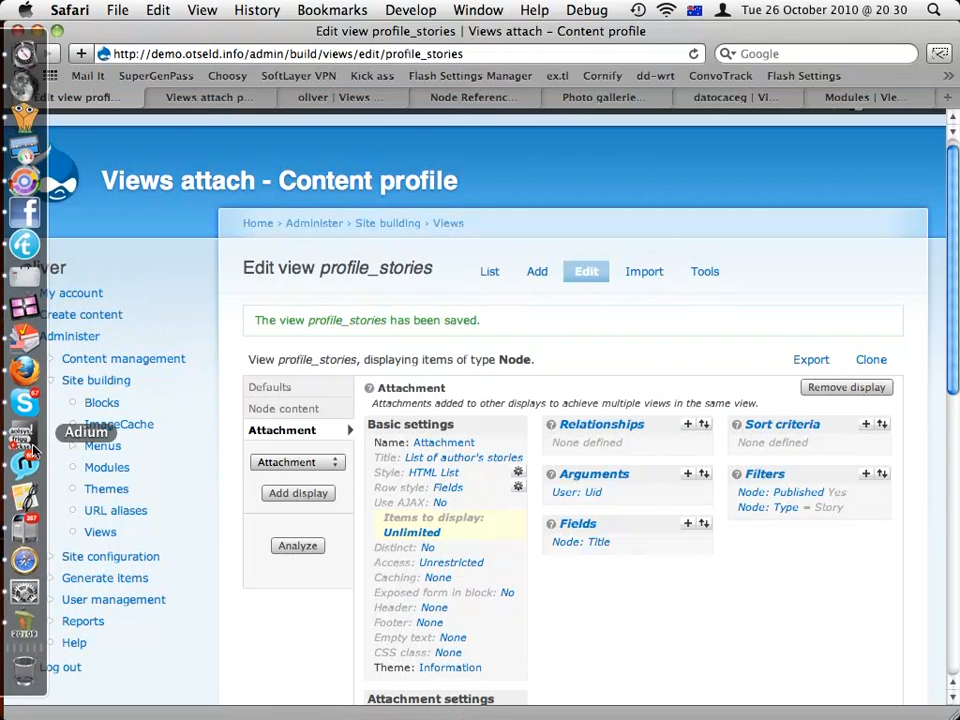 Safari File Edit View History Bookmarks Develop Window Help Debug Tue 26 October 2010 @ 20 30
Edit view profile_stories | Views attach - Content profile
http://demo.otseld.info/admin/build/views/edit/profile_stories
Google
Mail It SuperGenPass Choosy SoftLayer VPN Kick ass Flash Settings Manager ex.tl Cornify dd-wrt ConvoTrack Flash Settings
Edit view profi... Views attach p... oliver | Views ... Node Referenc... Photo gallerie... datocaceg | Vi... Modules | Vie...
Views attach - Content profile
Home > Administer > Site building > Views
oliver
Edit view profile_stories
List Add Edit Import Tools
My account
Create content
Administer
Content management
Site building
Blocks
ImageCache
Menus
Modules
Themes
URL aliases
Views
Site configuration
Generate items
User management
Reports
Help
Log out
Adium
67
367
20:09
The view profile_stories has been saved.
View profile_stories, displaying items of type Node.
Export Clone
Defaults
Node content
Attachment
Attachment
Add display
Analyze
Attachment
Remove display
Attachments added to other displays to achieve multiple views in the same view.
Basic settings
Name: Attachment
Title: List of author's stories
Style: HTML List
Row style: Fields
Use AJAX: No
Items to display:
Unlimited
Distinct: No
Access: Unrestricted
Caching: None
Exposed form in block: No
Header: None
Footer: None
Empty text: None
CSS class: None
Theme: Information
Attachment settings
Relationships
None defined
Arguments
User: Uid
Fields
Node: Title
Sort criteria
None defined
Filters
Node: Published Yes
Node: Type = Story